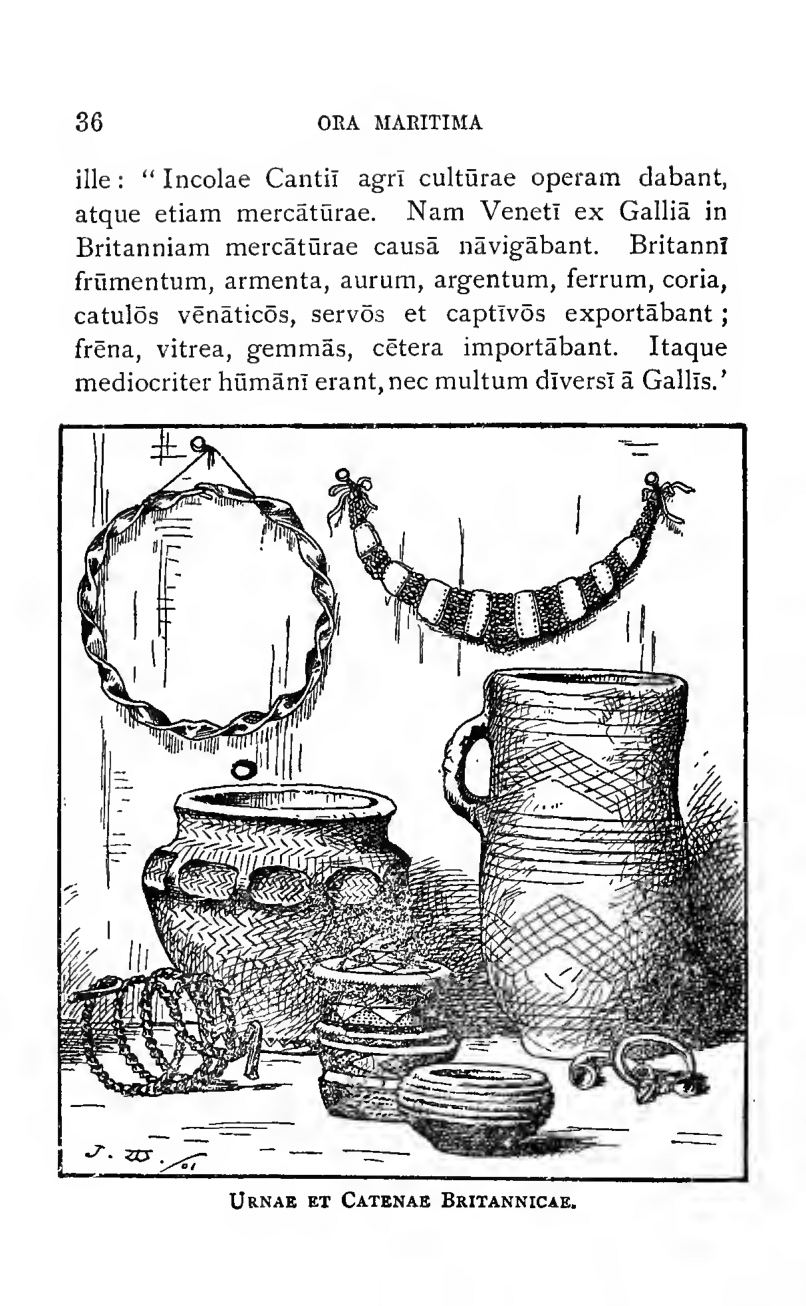 36 ORA MARITIMA
ille : “ Incolae Cantiī agrī cultūrae operam dabant,
atque etiam mercātūrae. Nam Venetī ex Galliā in
Britanniam mercātūrae causā nāvigābant. Britannī
frūmentum, armenta, aurum, argentum, ferrum, coria,
catulōs vēnāticōs, servōs et captīvōs exportābant ;
frēna, vitrea, gemmās, cētera importābant. Itaque
mediocriter hūmānī erant, nec multum dīversī ā Gallīs.’
J. W. /01
URNAE ET CATENAE BRITANNICAE.